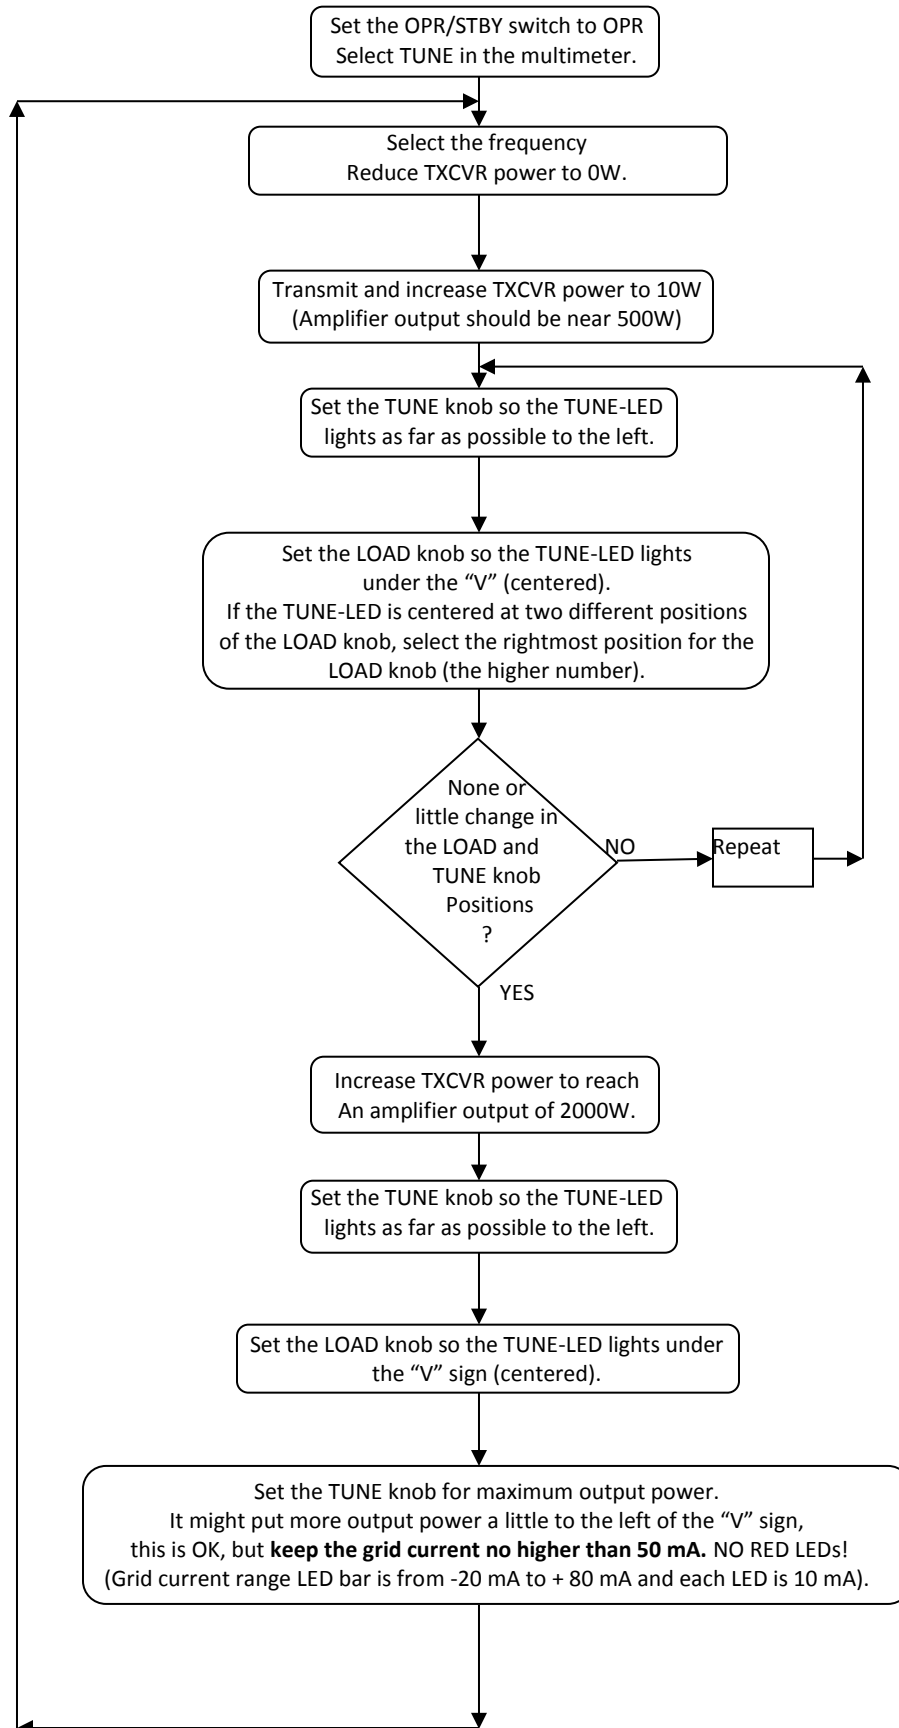 Set the OPR/STBY switch to OPR
Select TUNE in the multimeter.
Select the frequency
Reduce TXCVR power to 0W.
Transmit and increase TXCVR power to 10W
(Amplifier output should be near 500W)
Set the TUNE knob so the TUNE-LED
lights as far as possible to the left.
Set the LOAD knob so the TUNE-LED lights
under the “V” (centered).
If the TUNE-LED is centered at two different positions
of the LOAD knob, select the rightmost position for the
LOAD knob (the higher number).
None or
little change in
the LOAD and
TUNE knob
Positions
?
NO
Repeat
YES
Increase TXCVR power to reach
An amplifier output of 2000W.
Set the TUNE knob so the TUNE-LED
lights as far as possible to the left.
Set the LOAD knob so the TUNE-LED lights under
the “V” sign (centered).
Set the TUNE knob for maximum output power.
It might put more output power a little to the left of the “V” sign,
this is OK, but keep the grid current no higher than 50 mA. NO RED LEDs!
(Grid current range LED bar is from -20 mA to + 80 mA and each LED is 10 mA).